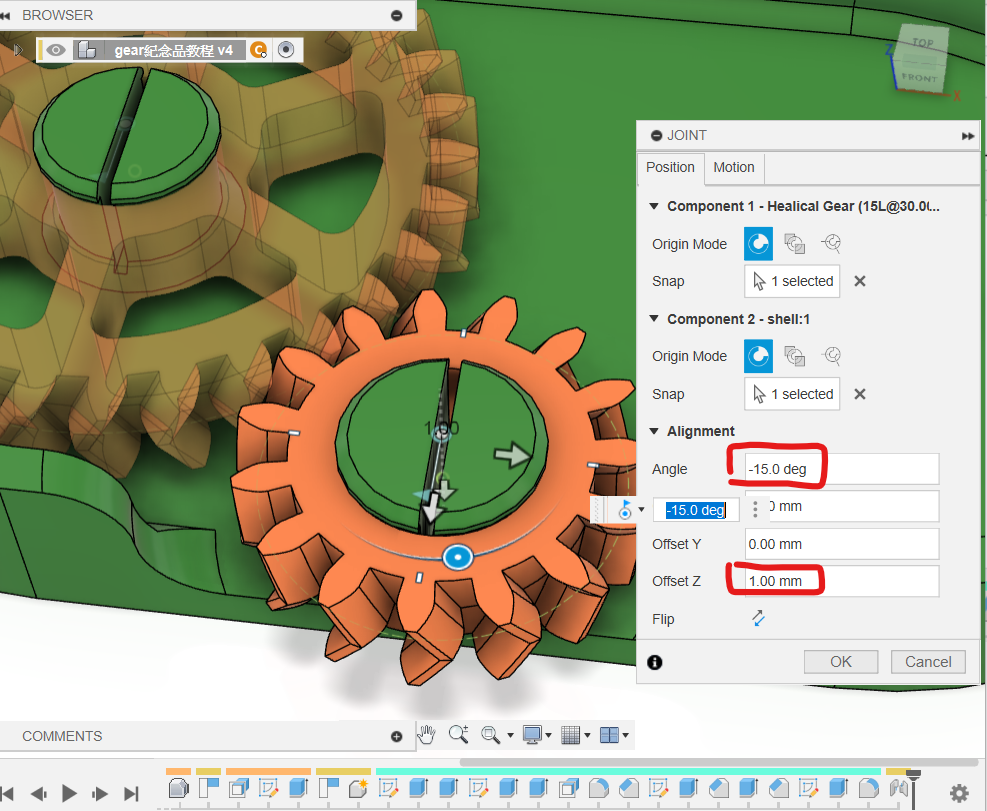 BROWSER
gear紀念品教程 v4
TOP
FRONT
Z
X
JOINT
Position
Motion
Component 1 - Healical Gear (15L@30.0(...
Origin Mode
Snap
1 selected
Component 2 - shell:1
Origin Mode
Snap
1 selected
Alignment
Angle
-15.0 deg
-15.0 deg
0 mm
Offset Y
0.00 mm
Offset Z
1.00 mm
Flip
OK
Cancel
1.00
COMMENTS